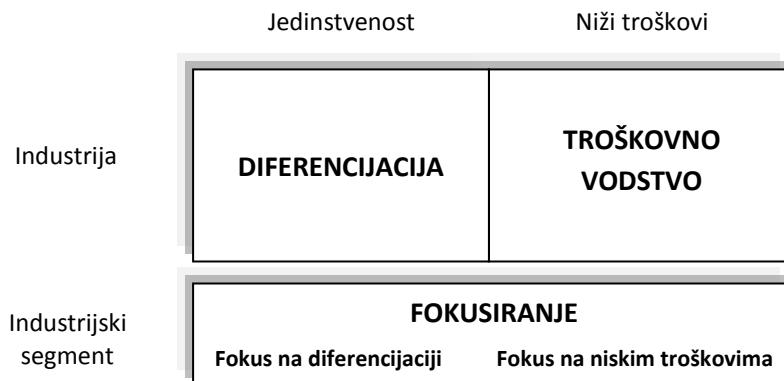 Jedinstvenost Niži troškovi
Industrija
DIFERENCIJACIJA
TROŠKOVNO
VODSTVO
Industrijski
segment
FOKUSIRANJE
Fokus na diferencijaciji Fokus na niskim troškovima